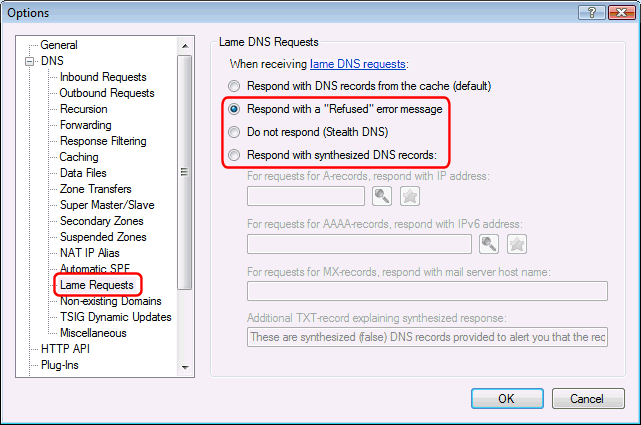 Options
General
DNS
Inbound Requests
Outbound Requests
Recursion
Forwarding
Response Filtering
Caching
Data Files
Zone Transfers
Super Master/Slave
Secondary Zones
Suspended Zones
NAT IP Alias
Automatic SPF
Lame Requests
Non-existing Domains
TSIG Dynamic Updates
Miscellaneous
HTTP API
Plug-Ins
Lame DNS Requests
When receiving lame DNS requests:
Respond with DNS records from the cache (default)
Respond with a "Refused" error message
Do not respond (Stealth DNS)
Respond with synthesized DNS records:
For requests for A-records, respond with IP address:
For requests for AAAA-records, respond with IPv6 address:
For requests for MX-records, respond with mail server host name:
Additional TXT-record explaining synthesized response:
These are synthesized (false) DNS records provided to alert you that the rec
OK
Cancel